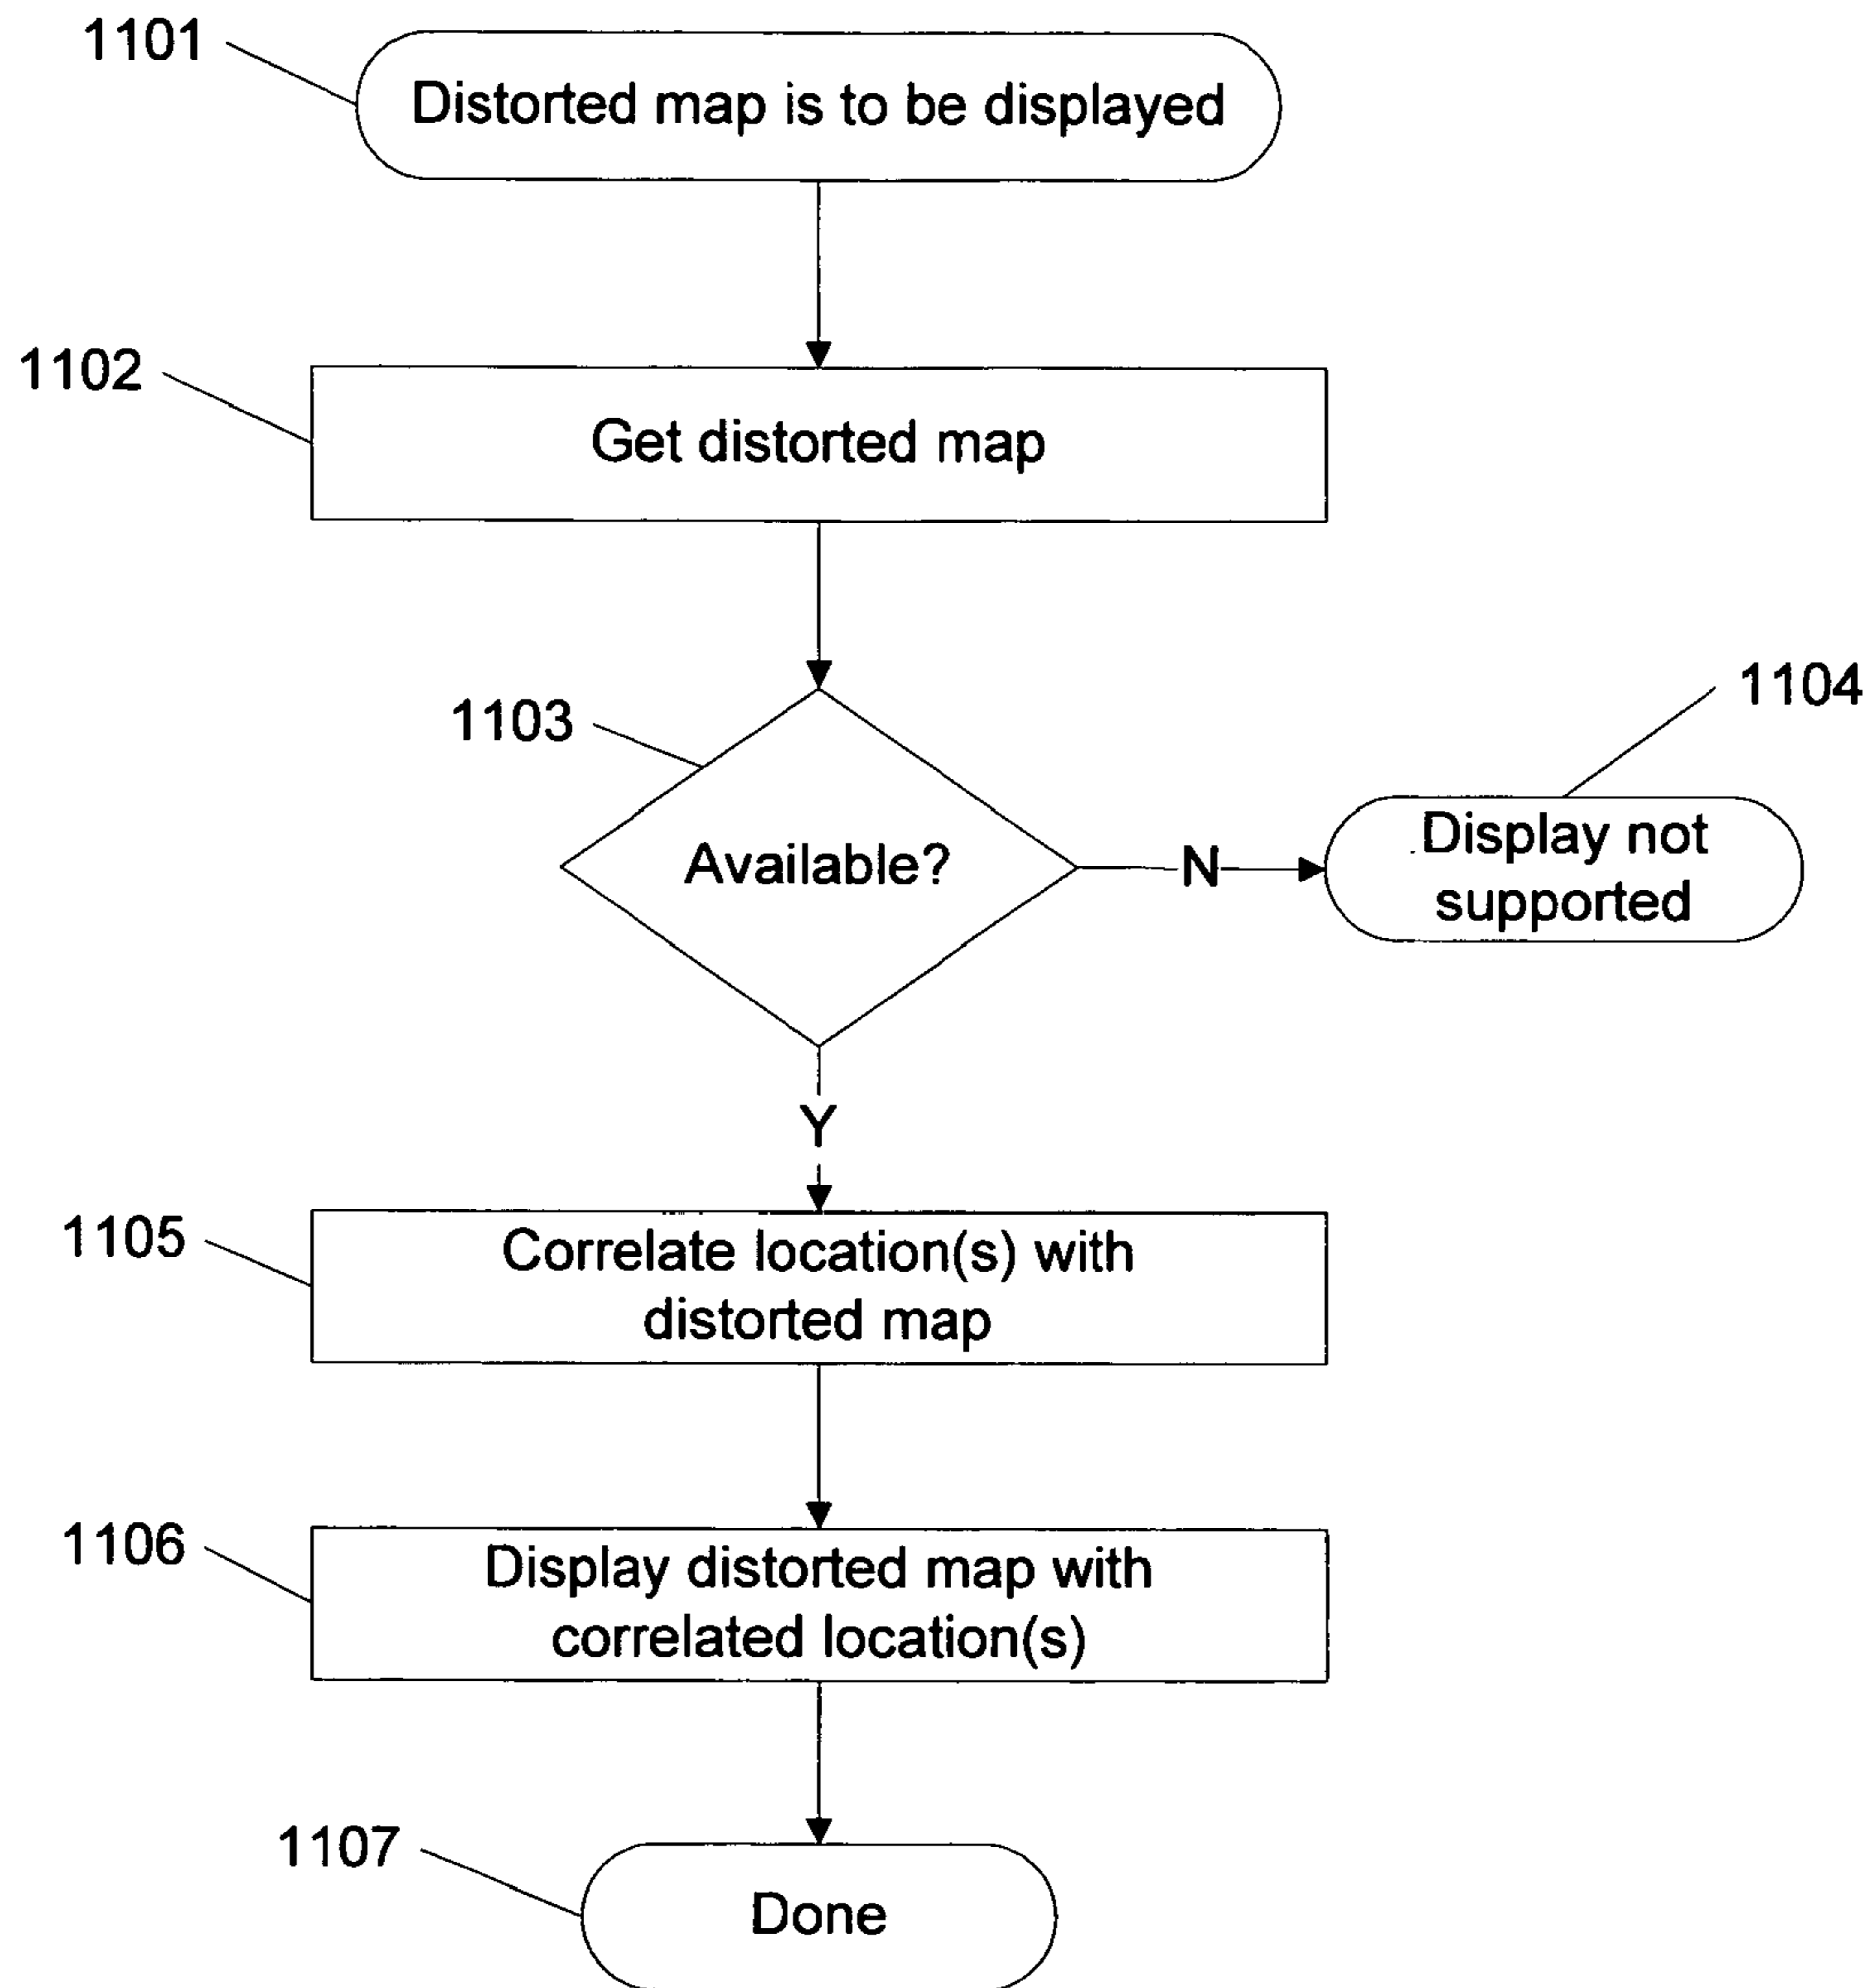 1101
Distorted map is to be displayed
1102
Get distorted map
1103
Available?
N
1104
Display not
supported
Y
1105
Correlate location(s) with
distorted map
1106
Display distorted map with
correlated location(s)
1107
Done